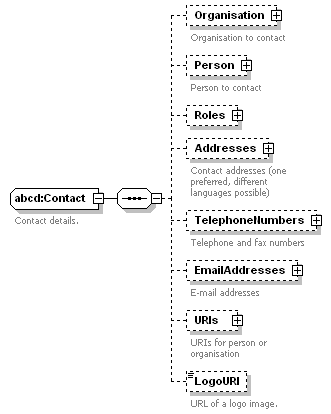 Organisation
Organisation to contact
Person
Person to contact
Roles
Addresses
Contact addresses (one
preferred, different
languages possible)
abcd:Contact
Contact details.
TelephoneNumbers
Telephone and fax numbers
EmailAddresses
E-mail addresses
URIs
URIs for person or
organisation
LogoURI
URL of a logo image.